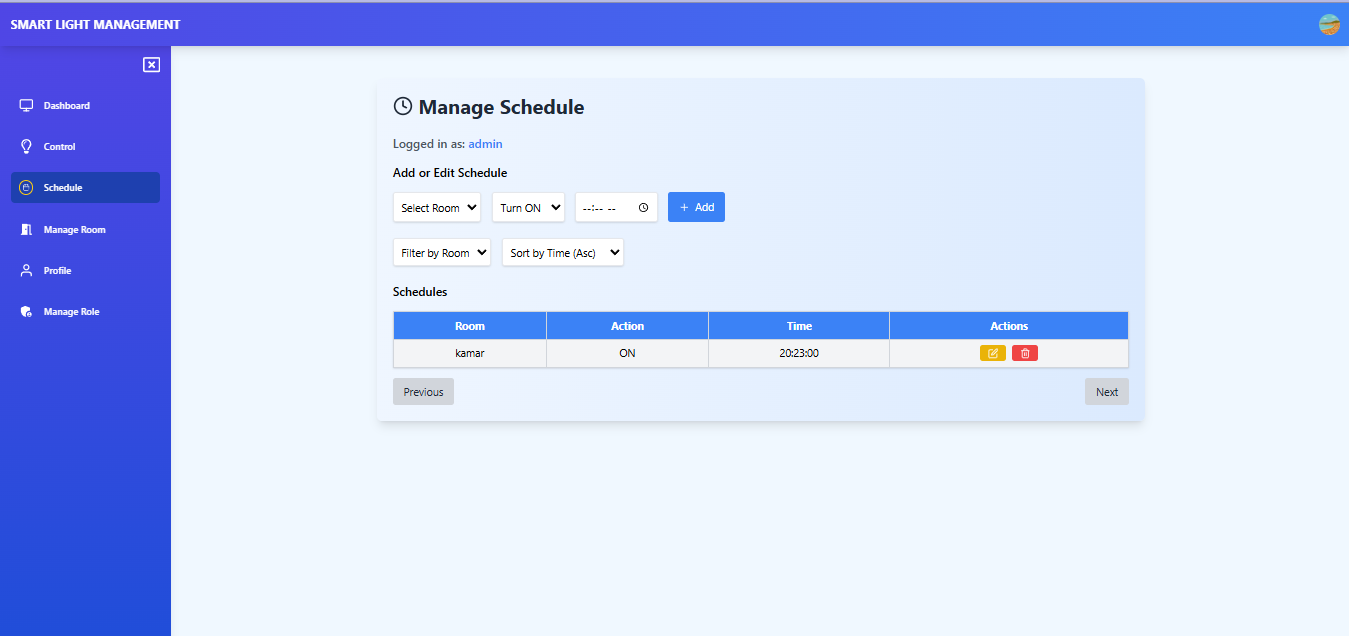 SMART LIGHT MANAGEMENT
Dashboard
Control
Schedule
Manage Room
Profile
Manage Role
Manage Schedule
Logged in as: admin
Add or Edit Schedule
Select Room Turn ON --:-- -- + Add
Filter by Room Sort by Time (Asc)
Schedules
Room Action Time Actions
kamar ON 20:23:00
Previous Next